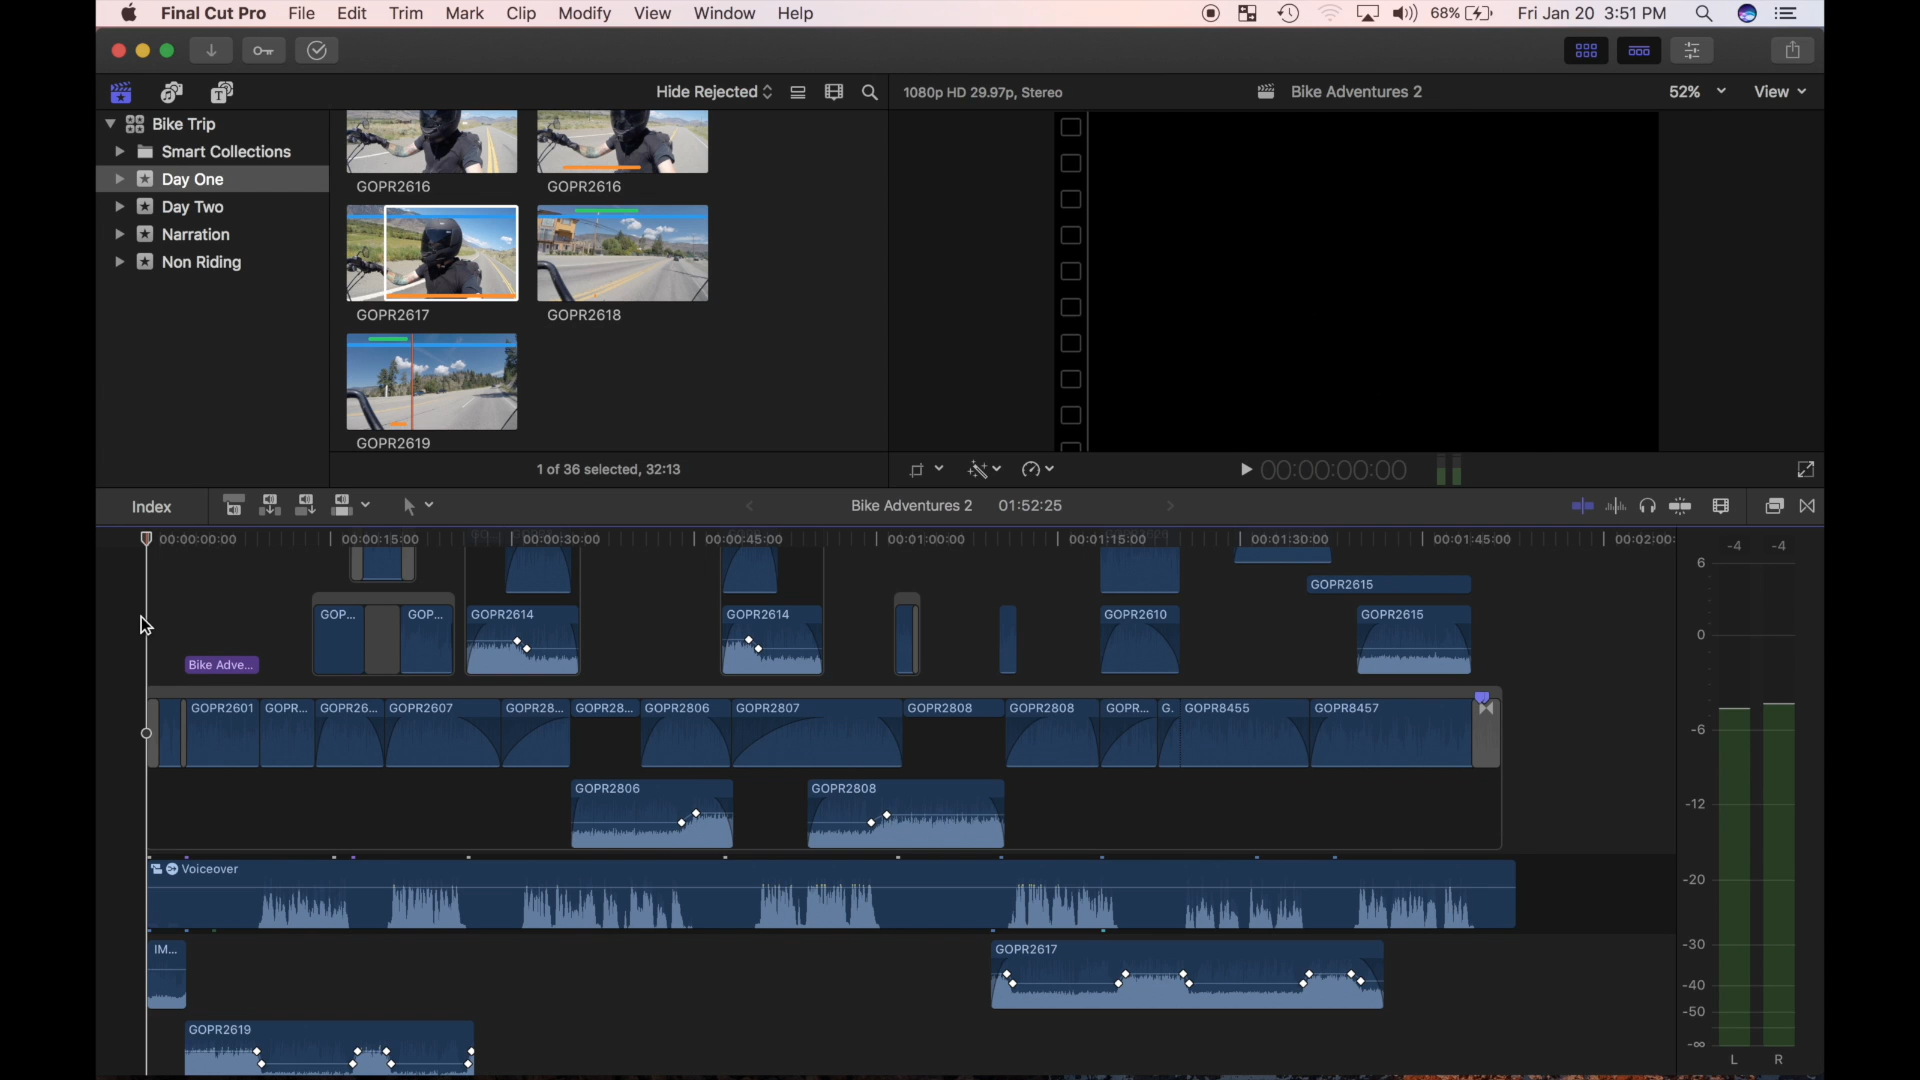 Final Cut Pro File Edit Trim Mark Clip Modify View Window Help 68% Fri Jan 20 3:51 PM
Hide Rejected 1080p HD 29.97p, Stereo Bike Adventures 2 52% View
Bike Trip
Smart Collections
Day One
Day Two
Narration
Non Riding
GOPR2616 GOPR2616
GOPR2617 GOPR2618
GOPR2619
1 of 36 selected, 32:13 00:00:00:00
Index Bike Adventures 2 01:52:25
00:00:00:00 00:00:15:00 00:00:30:00 00:00:45:00 00:01:00:00 00:01:15:00 00:01:30:00 00:01:45:00 00:02:00:
-4 -4
GOPR2615
GOP... GOP... GOPR2614 GOPR2614 GOPR2610 GOPR2615
Bike Adve...
GOPR2601 GOPR... GOPR26... GOPR2607 GOPR28... GOPR28... GOPR2806 GOPR2807 GOPR2808 GOPR2808 GOPR... G. GOPR8455 GOPR8457
GOPR2806 GOPR2808
Voiceover
IM... GOPR2617
GOPR2619
6
0
-6
-12
-20
-30
-40
-50
-∞
L R